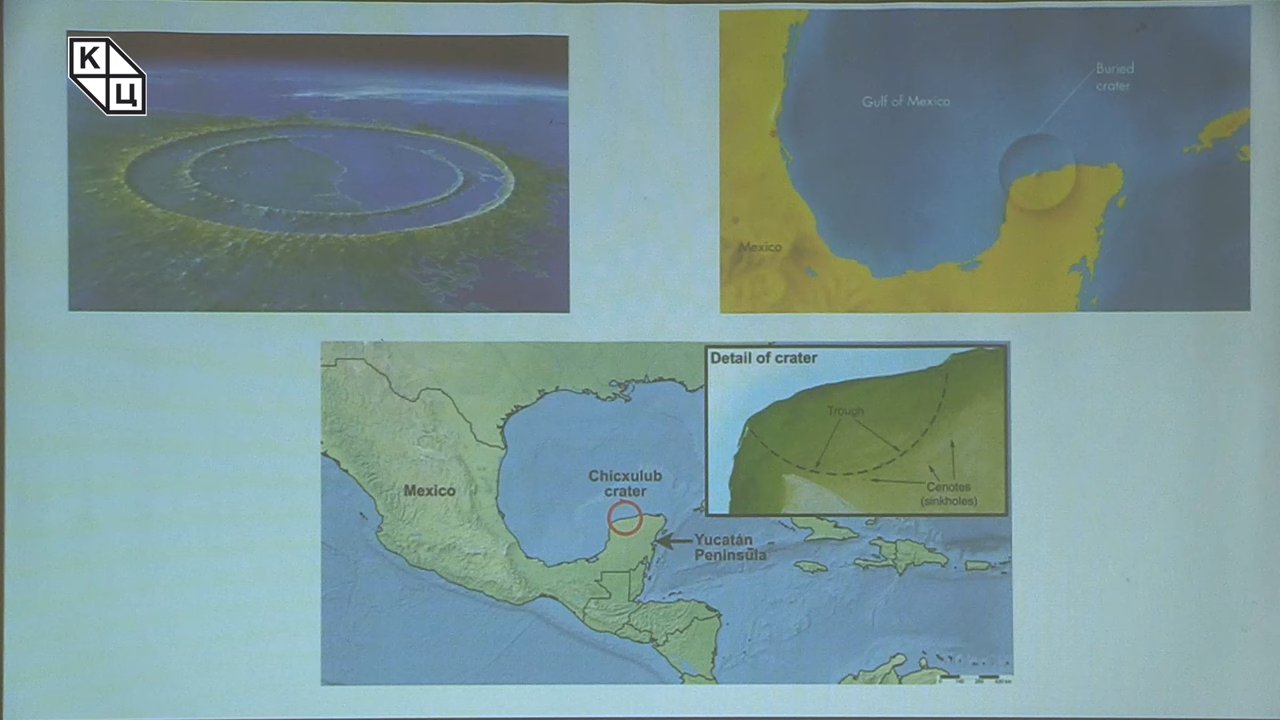 К
Ц
Gulf of Mexico
Buried
crater
Mexico
Detail of crater
Trough
Cenotes
(sinkholes)
Mexico
Chicxulub
crater
Yucatán
Peninsula